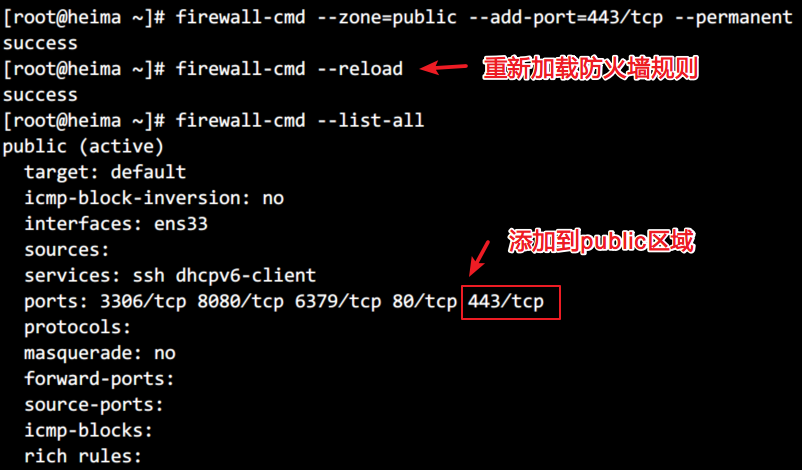 [root@heima ~]# firewall-cmd --zone=public --add-port=443/tcp --permanent
success
[root@heima ~]# firewall-cmd --reload
重新加载防火墙规则
success
[root@heima ~]# firewall-cmd --list-all
public (active)
  target: default
  icmp-block-inversion: no
  interfaces: ens33
添加到public区域
  sources:
  services: ssh dhcpv6-client
  ports: 3306/tcp 8080/tcp 6379/tcp 80/tcp 443/tcp
  protocols:
  masquerade: no
  forward-ports:
  source-ports:
  icmp-blocks:
  rich rules: